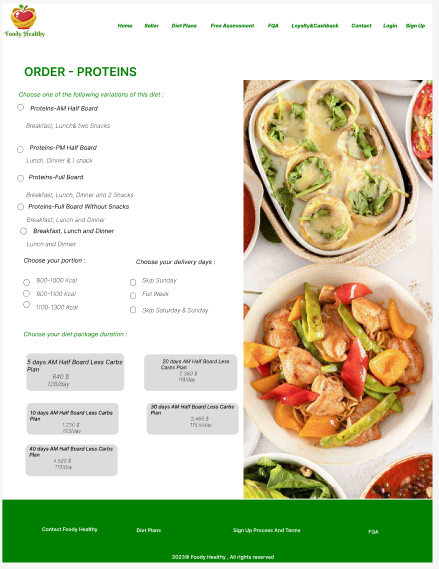 Foody Healthy
Home Seller Diet Plans Free Assessment FQA Loyalty&Cashback Contact Login Sign Up
ORDER - PROTEINS
Choose one of the following variations of this diet :
Proteins-AM Half Board
Breakfast, Lunch& two Snacks
Proteins-PM Half Board
Lunch, Dinner & 1 snack
Proteins-Full Board
Breakfast, Lunch, Dinner and 2 Snacks
Proteins-Full Board Without Snacks
Breakfast, Lunch and Dinner
Breakfast, Lunch and Dinner
Lunch and Dinner
Choose your portion :
800-1000 Kcal
900-1100 Kcal
1100-1300 Kcal
Choose your delivery days :
Skip Sunday
Full Week
Skip Saturday & Sunday
Choose your diet package duration :
5 days AM Half Board Less Carbs
Plan
640 $
128/day
20 days AM Half Board Less
Carbs Plan
2.360 $
118/day
10 days AM Half Board Less Carbs
Plan
1.230 $
123/day
30 days AM Half Board Less Carbs
Plan
3.465 $
115.5/day
40 days AM Half Board Less Carbs
Plan
4.520 $
113/day
Contact Foody Healthy Diet Plans Sign Up Process And Terms FQA
2023© Foody Healthy , All rights reserved